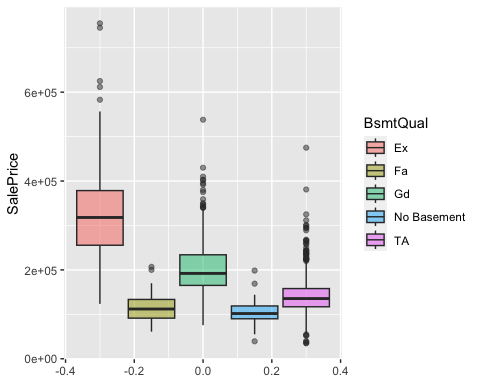 SalePrice
6e+05
4e+05
2e+05
0e+00
-0.4
-0.2
0.0
0.2
0.4
BsmtQual
Ex
Fa
Gd
No Basement
TA